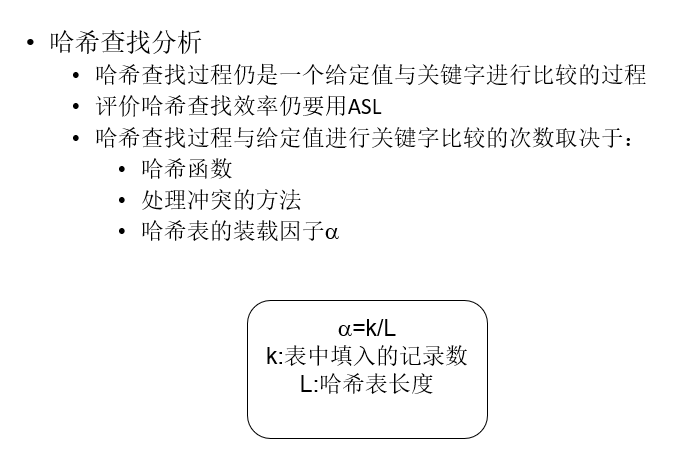 • 哈希查找分析
• 哈希查找过程仍是一个给定值与关键字进行比较的过程
• 评价哈希查找效率仍要用ASL
• 哈希查找过程与给定值进行关键字比较的次数取决于：
• 哈希函数
• 处理冲突的方法
• 哈希表的装载因子α
α=k/L
k:表中填入的记录数
L:哈希表长度